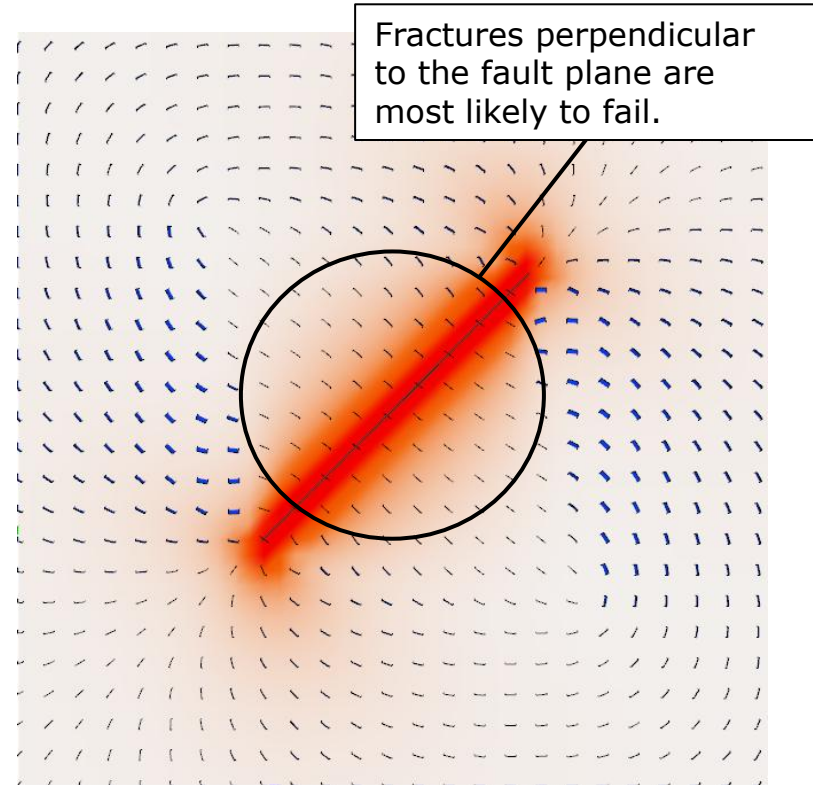 Fractures perpendicular
to the fault plane are
most likely to fail.